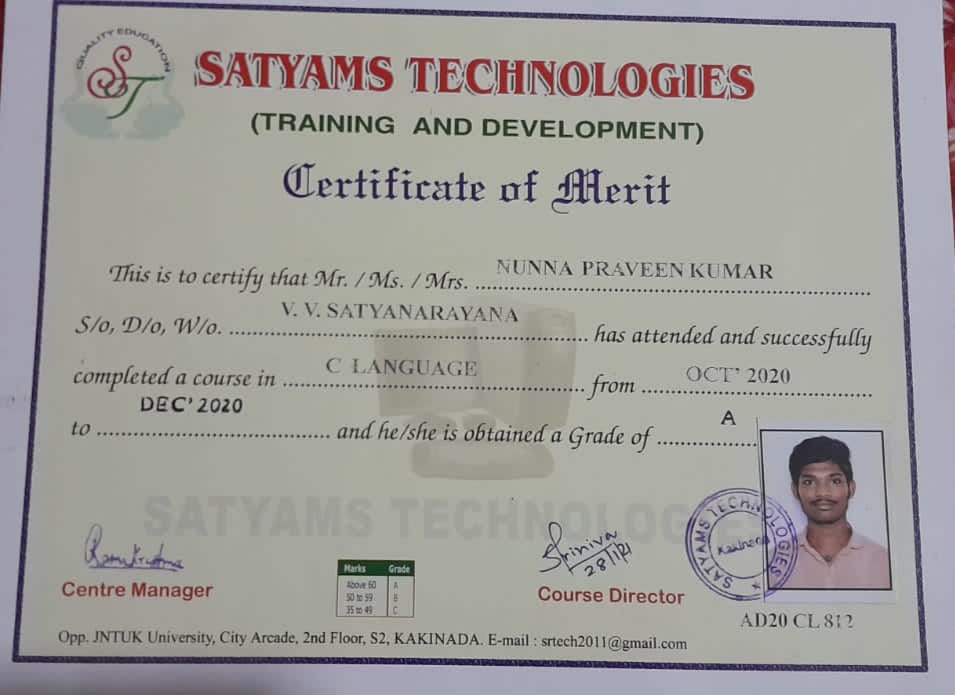 QUALITY EDUCATION
ST
SATYAMS TECHNOLOGIES
(TRAINING AND DEVELOPMENT)
Certificate of Merit
This is to certify that Mr. / Ms. / Mrs. NUNNA PRAVEEN KUMAR
S/o, D/o, W/o. V. V. SATYANARAYANA has attended and successfully
completed a course in C LANGUAGE from OCT' 2020
to DEC' 2020 and he/she is obtained a Grade of A
SATYAMS TECHNOLOGIES
SATYAMS TECHNOLOGIES
Kakinada
Ramakrishna
Sriniva
28/1/21
Centre Manager
Marks Grade
Above 60 A
50 to 59 B
35 to 49 C
Course Director
AD20 CL 812
Opp. JNTUK University, City Arcade, 2nd Floor, S2, KAKINADA. E-mail : srtech2011@gmail.com